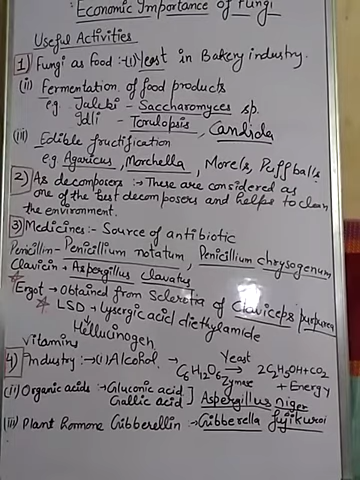 Economic Importance of Fungi
Useful Activities
1) Fungi as food :-(i) Yeast in Bakery industry.
(ii) Fermentation of food products
eg. Jalebi - Saccharomyces sp.
Idli - Torulopsis, Candida
(iii) Edible fructification
e.g Agaricus, Morchella, Morels, Puffballs
2) As decomposers :→ These are considered as
one of the best decomposers and helps to clean
the environment.
3) Medicines:- Source of antibiotic
Penicillin- Penicillium notatum, Penicillium chrysogenum
Clavicin → Aspergillus clavatus
Ergot → Obtained from Sclerotia of Claviceps purpurea
LSD → Lysergic acid diethylamide
Hallucinogen
vitamins
4) Industry :→(i) Alcohol → C6H12O6 Yeast → Zymase 2C2H5OH + CO2
+ Energy
(ii) Organic acids :→ Gluconic acid
Gallic acid ] Aspergillus niger
(iii) Plant Hormone Gibberellin :→ Gibberella fujikuroi